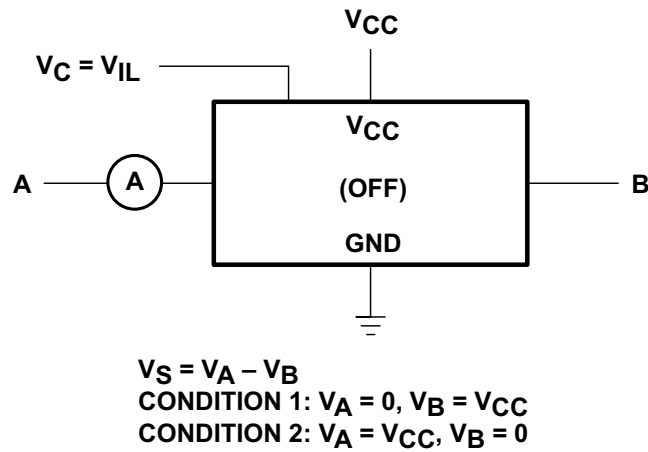 VCC
VC = VIL
VCC
A
A
(OFF)
B
GND
VS = VA – VB
CONDITION 1: VA = 0, VB = VCC
CONDITION 2: VA = VCC, VB = 0